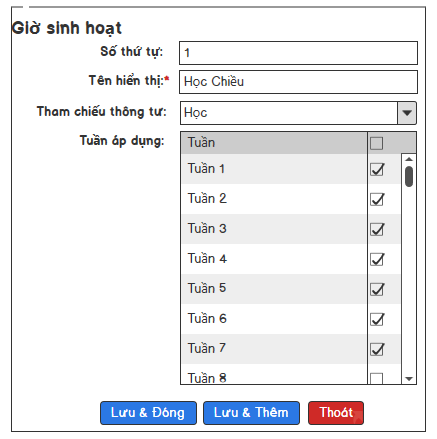 Giờ sinh hoạt
Số thứ tự: 1
Tên hiển thị:* Học Chiều
Tham chiếu thông tư: Học
Tuần áp dụng: Tuần
Tuần 1
Tuần 2
Tuần 3
Tuần 4
Tuần 5
Tuần 6
Tuần 7
Tuần 8
Lưu & Đóng Lưu & Thêm Thoát